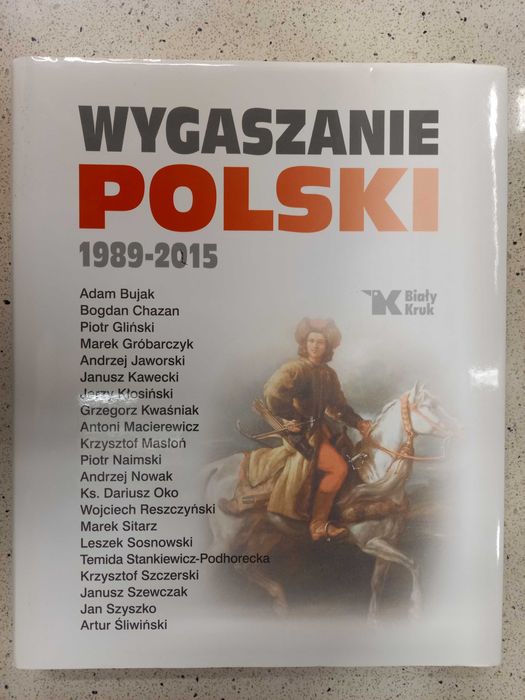 WYGASZANIE
POLSKI
1989-2015
Biały
Kruk
Adam Bujak
Bogdan Chazan
Piotr Gliński
Marek Gróbarczyk
Andrzej Jaworski
Janusz Kawecki
Jerzy Kłosiński
Grzegorz Kwaśniak
Antoni Macierewicz
Krzysztof Masłoń
Piotr Naimski
Andrzej Nowak
Ks. Dariusz Oko
Wojciech Reszczyński
Marek Sitarz
Leszek Sosnowski
Temida Stankiewicz-Podhorecka
Krzysztof Szczerski
Janusz Szewczak
Jan Szyszko
Artur Śliwiński